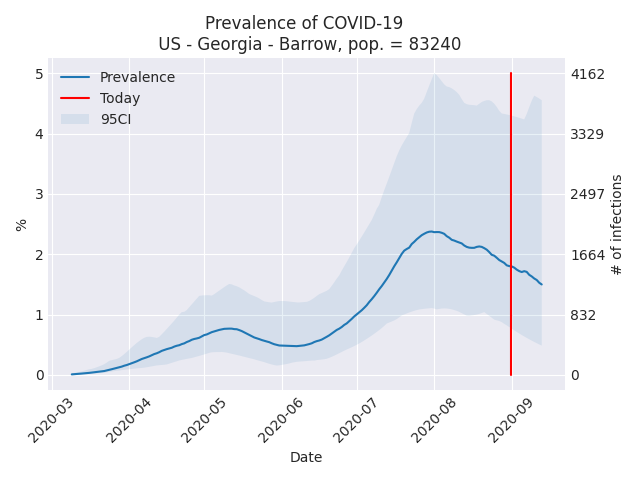 Prevalence of COVID-19
US - Georgia - Barrow, pop. = 83240
Prevalence
Today
95CI
5
4
3
2
1
0
%
4162
3329
2497
1664
832
0
# of infections
2020-03
2020-04
2020-05
2020-06
2020-07
2020-08
2020-09
Date